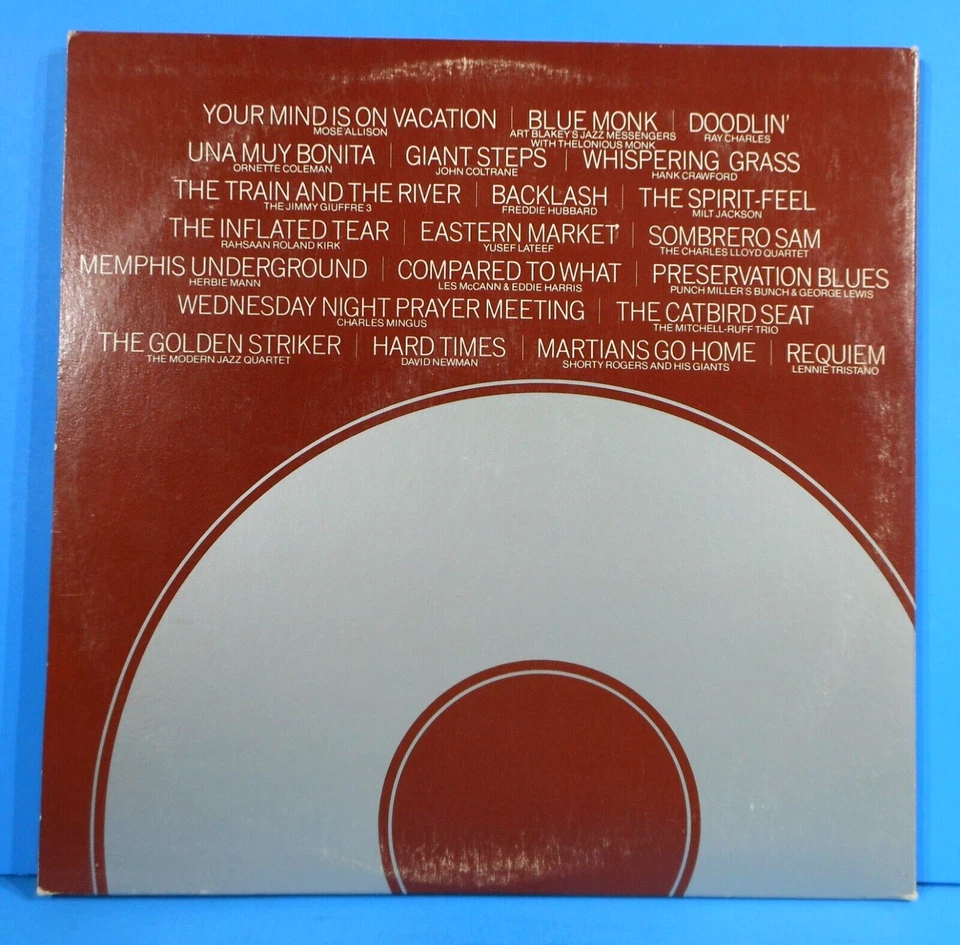 YOUR MIND IS ON VACATION | BLUE MONK | DOODLIN'
MOSE ALLISON ART BLAKEY'S JAZZ MESSENGERS RAY CHARLES
WITH THELONIOUS MONK
UNA MUY BONITA | GIANT STEPS | WHISPERING GRASS
ORNETTE COLEMAN JOHN COLTRANE HANK CRAWFORD
THE TRAIN AND THE RIVER | BACKLASH | THE SPIRIT-FEEL
THE JIMMY GIUFFRE 3 FREDDIE HUBBARD MILT JACKSON
THE INFLATED TEAR | EASTERN MARKET | SOMBRERO SAM
RAHSAAN ROLAND KIRK YUSEF LATEEF THE CHARLES LLOYD QUARTET
MEMPHIS UNDERGROUND | COMPARED TO WHAT | PRESERVATION BLUES
HERBIE MANN LES McCANN & EDDIE HARRIS PUNCH MILLER'S BUNCH & GEORGE LEWIS
WEDNESDAY NIGHT PRAYER MEETING | THE CATBIRD SEAT
CHARLES MINGUS THE MITCHELL-RUFF TRIO
THE GOLDEN STRIKER | HARD TIMES | MARTIANS GO HOME | REQUIEM
THE MODERN JAZZ QUARTET DAVID NEWMAN SHORTY ROGERS AND HIS GIANTS LENNIE TRISTANO